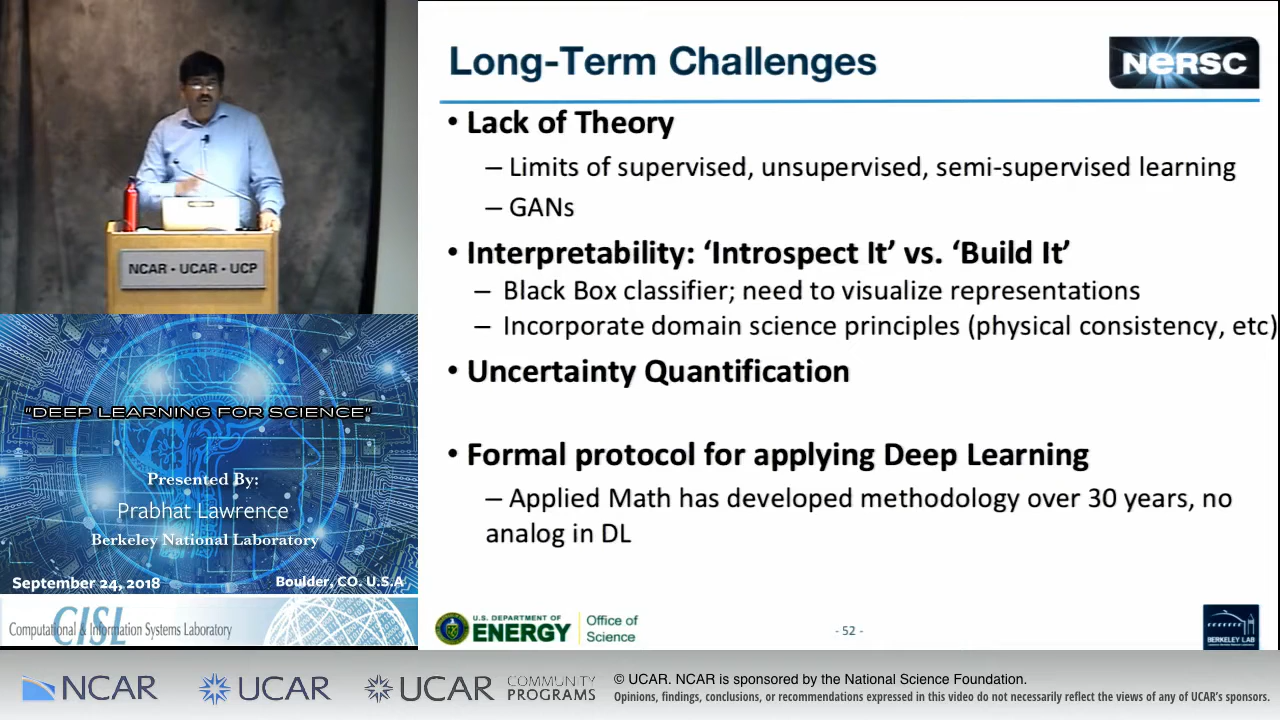 Long-Term Challenges
NERSC
• Lack of Theory
– Limits of supervised, unsupervised, semi-supervised learning
– GANs
• Interpretability: ‘Introspect It’ vs. ‘Build It’
– Black Box classifier; need to visualize representations
– Incorporate domain science principles (physical consistency, etc)
• Uncertainty Quantification
• Formal protocol for applying Deep Learning
– Applied Math has developed methodology over 30 years, no
analog in DL
U.S. DEPARTMENT OF
ENERGY
Office of
Science
- 52 -
BERKELEY LAB
NCAR • UCAR • UCP
"DEEP LEARNING FOR SCIENCE"
Presented By:
Prabhat Lawrence
Berkeley National Laboratory
September 24, 2018
Boulder, CO. U.S.A
CISL
Computational & Information Systems Laboratory
NCAR
UCAR
UCAR
COMMUNITY
PROGRAMS
© UCAR. NCAR is sponsored by the National Science Foundation.
Opinions, findings, conclusions, or recommendations expressed in this video do not necessarily reflect the views of any of UCAR's sponsors.